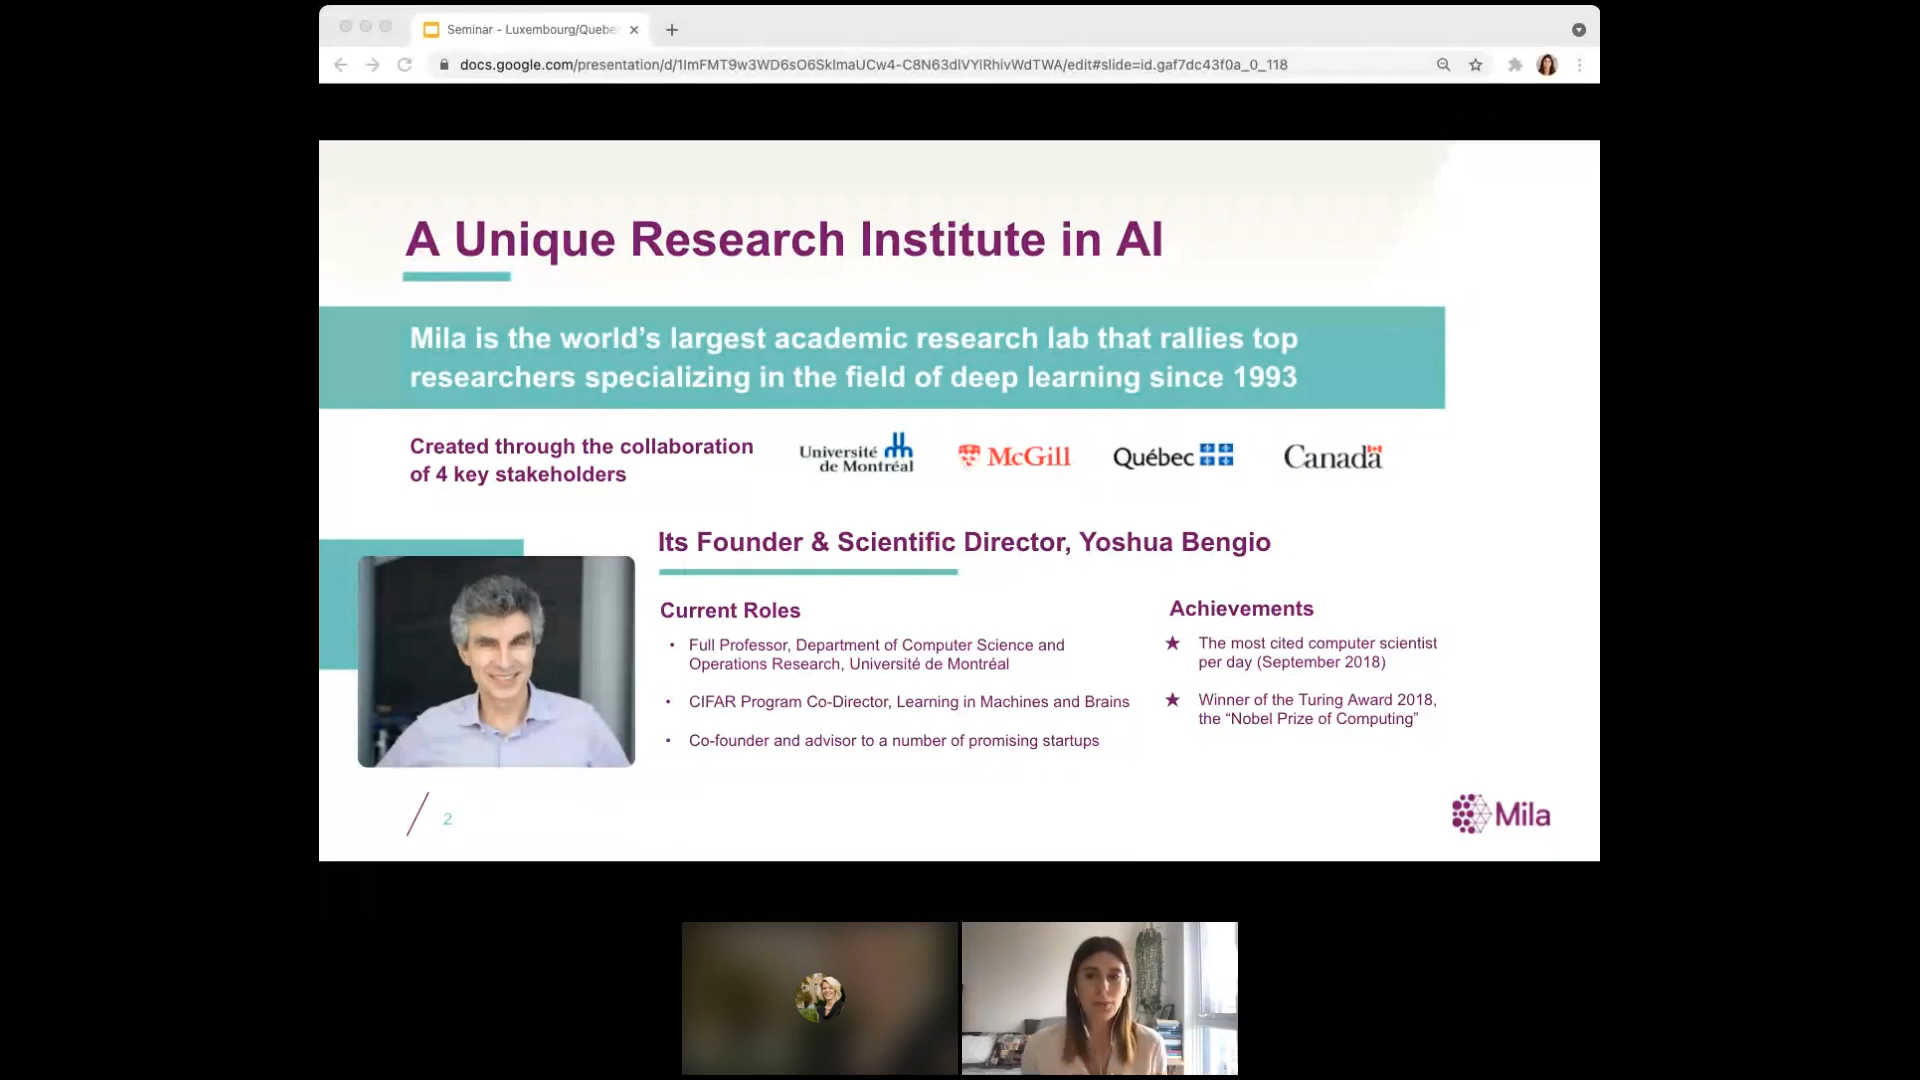 Seminar - Luxembourg/Quebe
docs.google.com/presentation/d/1ImFMT9w3WD6sO6SkImaUCw4-C8N63dIVYiRhivWdTWA/edit#slide=id.gaf7dc43f0a_0_118
A Unique Research Institute in AI
Mila is the world's largest academic research lab that rallies top
researchers specializing in the field of deep learning since 1993
Created through the collaboration
of 4 key stakeholders
Université
de Montréal
McGill
Québec
Canada
Its Founder & Scientific Director, Yoshua Bengio
Current Roles
• Full Professor, Department of Computer Science and
Operations Research, Université de Montréal
• CIFAR Program Co-Director, Learning in Machines and Brains
• Co-founder and advisor to a number of promising startups
Achievements
★ The most cited computer scientist
per day (September 2018)
★ Winner of the Turing Award 2018,
the “Nobel Prize of Computing”
2
Mila